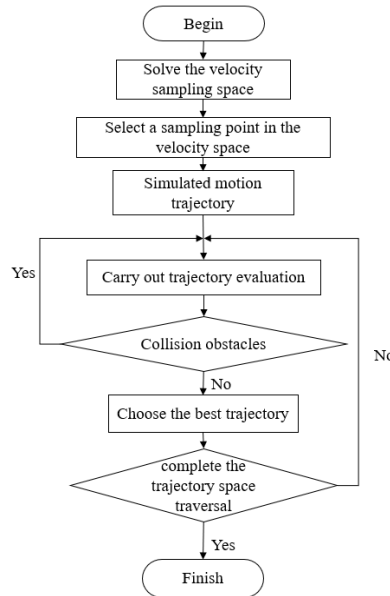 Begin
Solve the velocity
sampling space
Select a sampling point in the
velocity space
Simulated motion
trajectory
Yes
Carry out trajectory evaluation
Collision obstacles
No
No
Choose the best trajectory
complete the
trajectory space
traversal
Yes
Finish